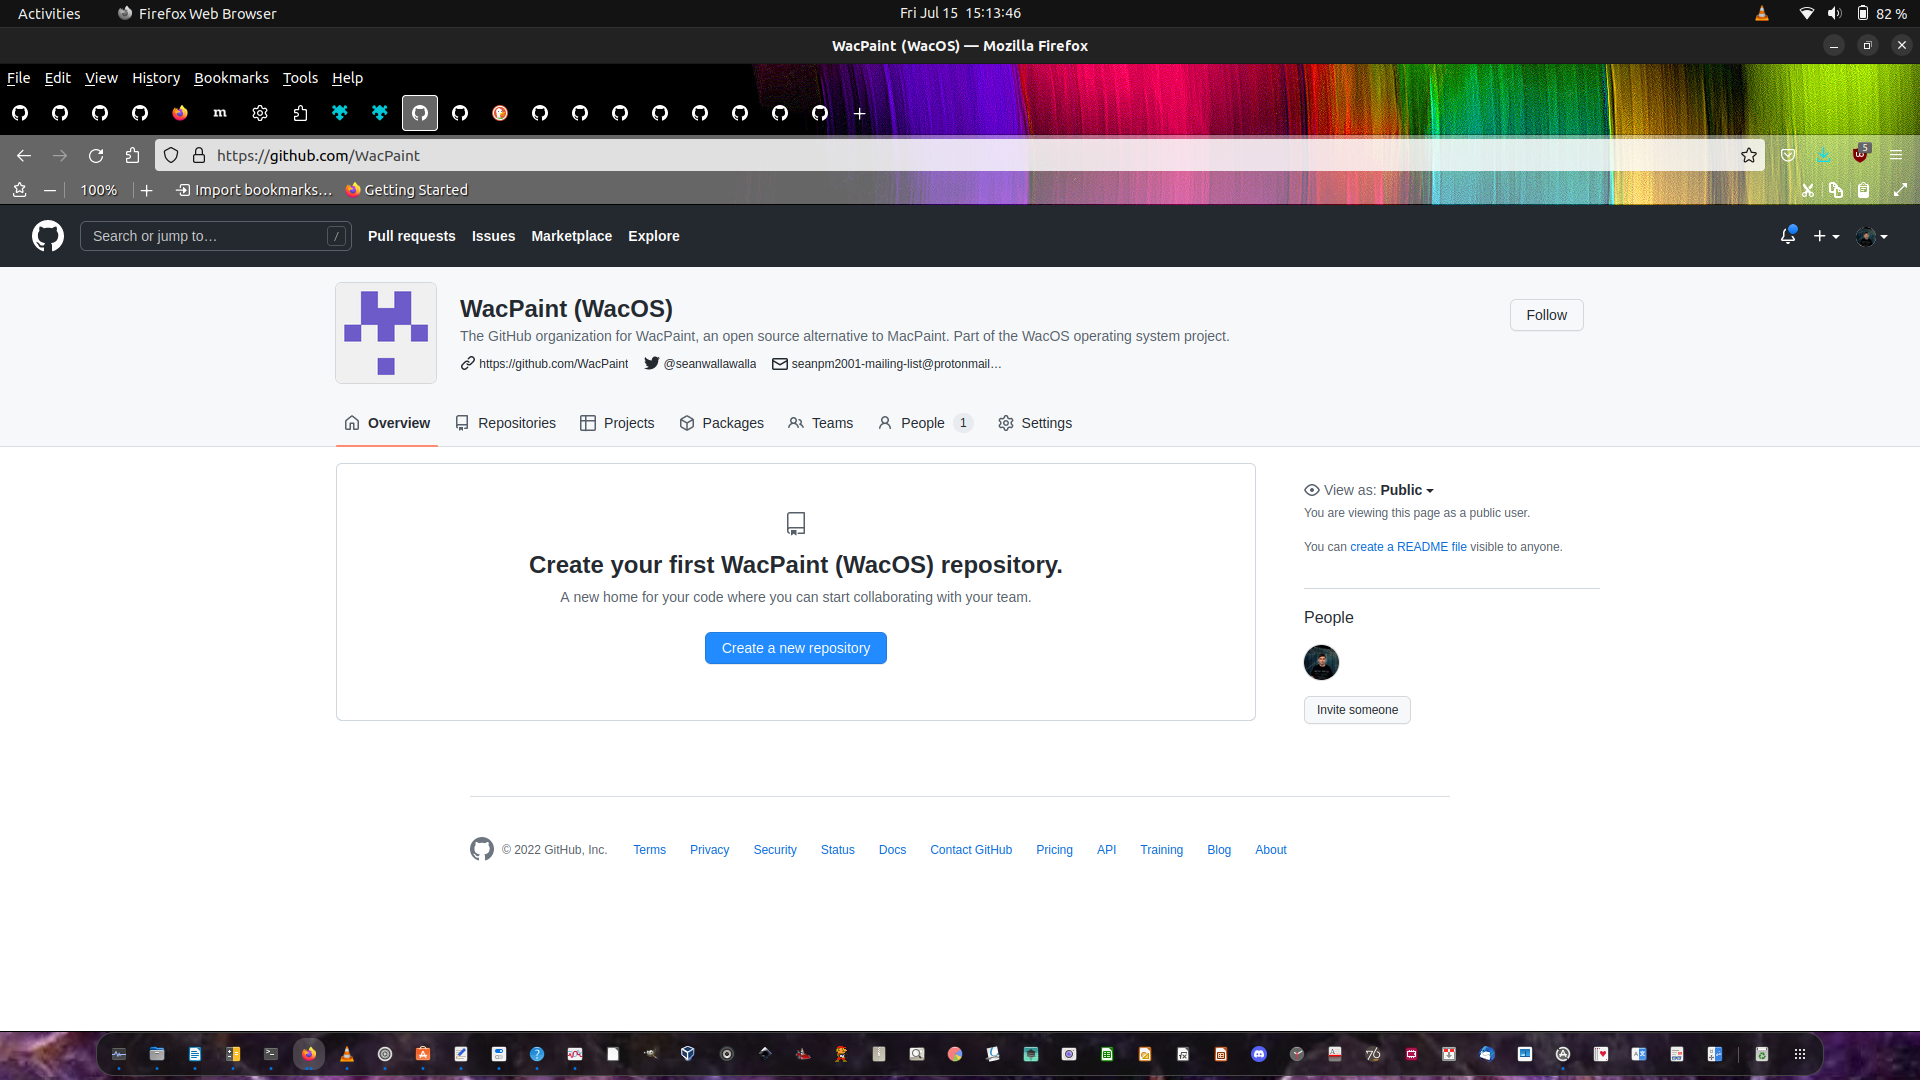 Activities Firefox Web Browser Fri Jul 15 15:13:46 82 %
WacPaint (WacOS) — Mozilla Firefox
File Edit View History Bookmarks Tools Help
m
https://github.com/WacPaint 5
100% Import bookmarks… Getting Started
Search or jump to… / Pull requests Issues Marketplace Explore
WacPaint (WacOS)
Follow
The GitHub organization for WacPaint, an open source alternative to MacPaint. Part of the WacOS operating system project.
https://github.com/WacPaint @seanwallawalla seanpm2001-mailing-list@protonmail…
Overview Repositories Projects Packages Teams People 1 Settings
View as: Public
You are viewing this page as a public user.
You can create a README file visible to anyone.
Create your first WacPaint (WacOS) repository.
A new home for your code where you can start collaborating with your team.
Create a new repository
People
Invite someone
© 2022 GitHub, Inc. Terms Privacy Security Status Docs Contact GitHub Pricing API Training Blog About